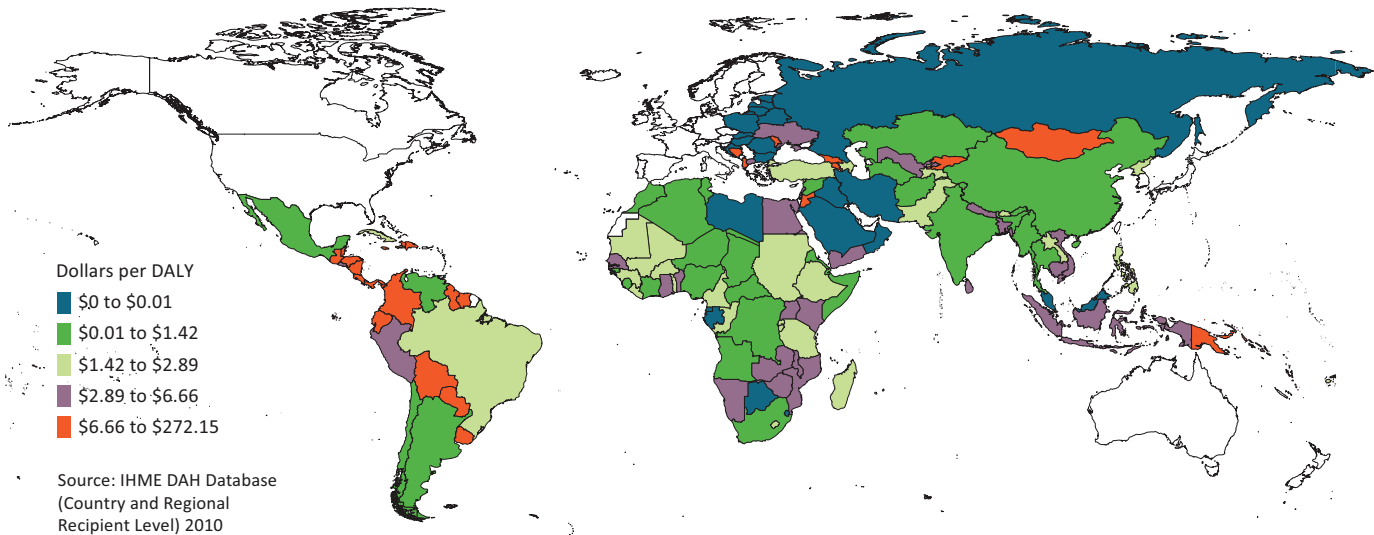 Dollars per DALY
$0 to $0.01
$0.01 to $1.42
$1.42 to $2.89
$2.89 to $6.66
$6.66 to $272.15
Source: IHME DAH Database
(Country and Regional
Recipient Level) 2010